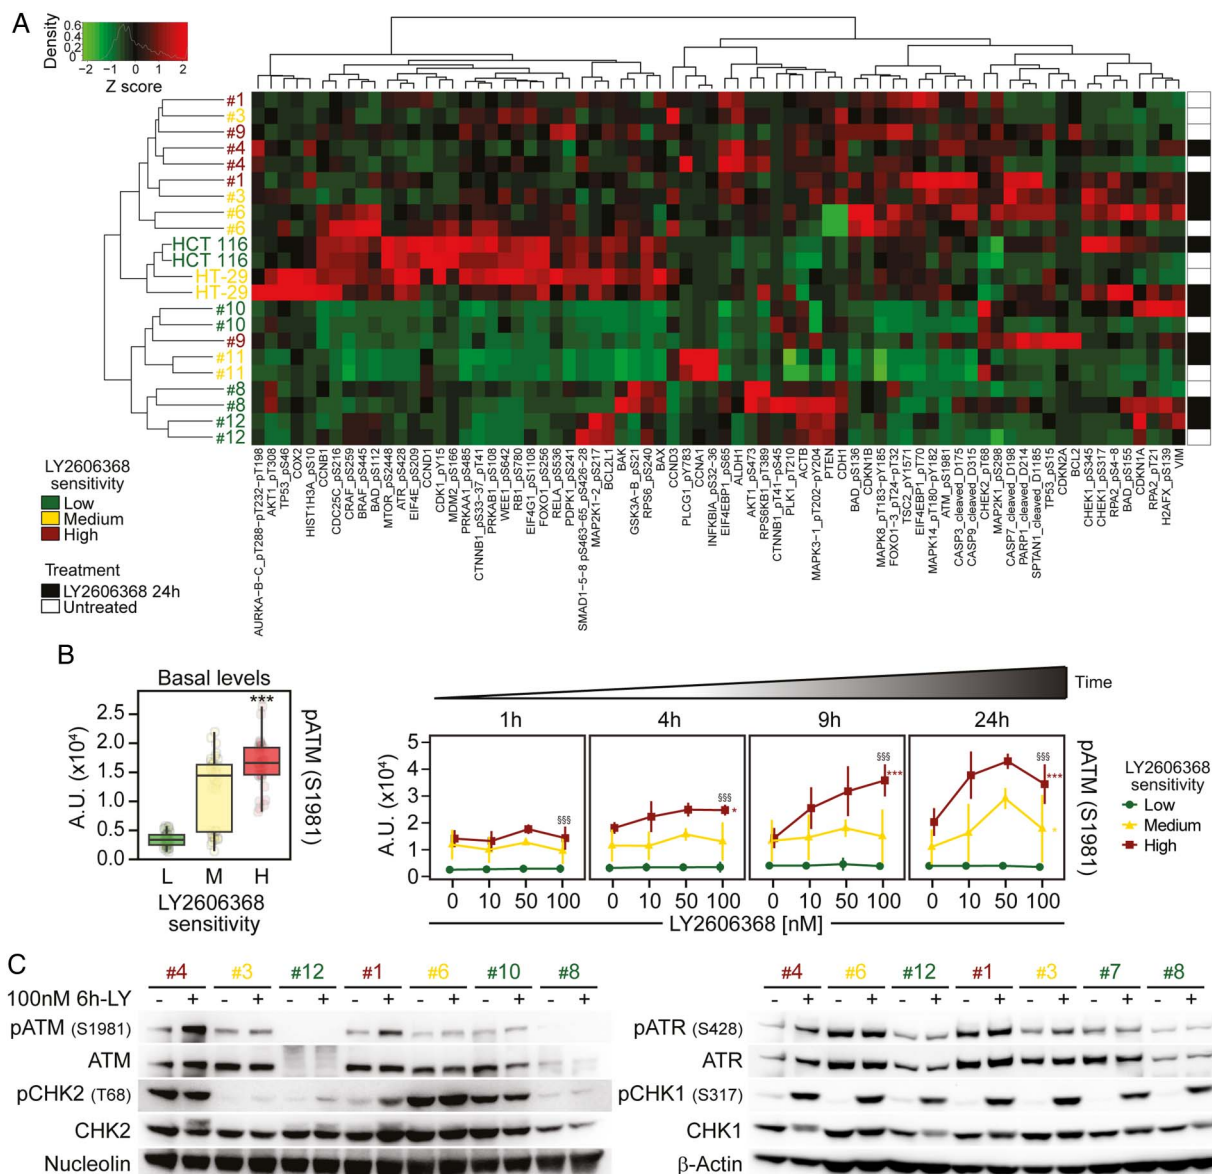 A
Density
0.6
0.4
0.2
0
−2 −1 0 1 2
Z score
#1
#3
#9
#4
#4
#1
#3
#6
#6
HCT 116
HCT 116
HT-29
HT-29
#10
#10
#9
#11
#11
#8
#8
#12
#12
AURKA−B−C_pT288−pT232−pT198
AKT1_pT308
TP53_pS46
COX2
HIST1H3A_pS10
CCNB1
CDC25C_pS216
CRAF_pS259
BRAF_pS445
BAD_pS112
MTOR_pS2448
ATR_pS428
EIF4E_pS209
CCND1
CDK1_pY15
MDM2_pS166
PRKAA1_pS485
CTNNB1_pS33−37_pT41
PRKAB1_pS108
WEE1_pS642
RB1_pS780
EIF4G1_pS1108
FOXO1_pS256
RELA_pS536
PDPK1_pS241
SMAD1−5−8 pS463−65_pS426−28
MAP2K1−2_pS217
BCL2L1
BAK
GSK3A−B_pS21
RPS6_pS240
BAX
CCND3
PLCG1_pY783
CCNA1
INFKBIA_pS32−36
EIF4EBP1_pS65
ALDH1
AKT1_pS473
RPS6KB1_pT389
CTNNB1_pT41−pS45
PLK1_pT210
ACTB
MAPK3−1_pT202−pY204
PTEN
CDH1
BAD_pS136
CDKN1B
MAPK8_pT183−pY185
FOXO1−3_pT24−pT32
TSC2_pY1571
EIF4EBP1_pT70
MAPK14_pT180−pY182
ATM_pS1981
CASP3_cleaved_D175
CASP9_cleaved_D315
CHEK2_pT68
MAP2K1_pS298
CASP7_cleaved_D198
PARP1_cleaved_D214
SPTAN1_cleaved_D1185
TP53_pS15
CDKN2A
BCL2
CHEK1_pS345
CHEK1_pS317
RPA2_pS4−8
BAD_pS155
CDKN1A
RPA2_pT21
H2AFX_pS139
VIM
LY2606368
sensitivity
Low
Medium
High
Treatment
LY2606368 24h
Untreated
B
Basal levels
***
A.U. (x10⁴)
2.5
2.0
1.5
1.0
0.5
0.0
L M H
LY2606368
sensitivity
pATM (S1981)
Time
1h 4h 9h 24h
A.U. (x10⁴)
5
4
3
2
1
0
§§§
§§§
*
§§§
***
§§§
***
*
0 10 50 100 0 10 50 100 0 10 50 100 0 10 50 100
LY2606368 [nM]
pATM (S1981)
LY2606368
sensitivity
Low
Medium
High
C
#4 #3 #12 #1 #6 #10 #8
100nM 6h-LY - + - + - + - + - + - + - +
pATM (S1981)
ATM
pCHK2 (T68)
CHK2
Nucleolin
#4 #6 #12 #1 #3 #7 #8
- + - + - + - + - + - + - +
pATR (S428)
ATR
pCHK1 (S317)
CHK1
β-Actin